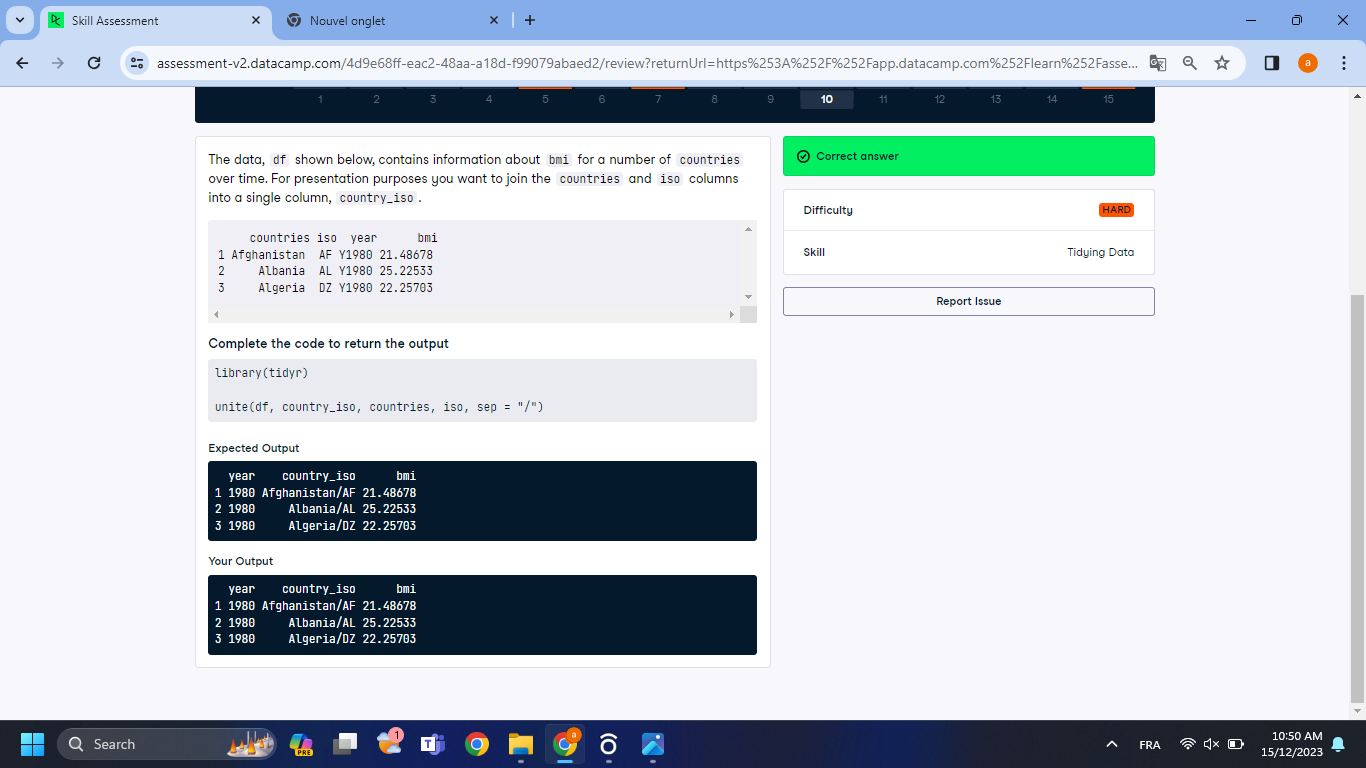 Skill Assessment
Nouvel onglet
assessment-v2.datacamp.com/4d9e68ff-eac2-48aa-a18d-f99079abaed2/review?returnUrl=https%253A%252F%252Fapp.datacamp.com%252Flearn%252Fasse...
a
1 2 3 4 5 6 7 8 9 10 11 12 13 14 15
The data, df shown below, contains information about bmi for a number of countries
over time. For presentation purposes you want to join the countries and iso columns
into a single column, country_iso.
countries iso year bmi
1 Afghanistan AF Y1980 21.48678
2 Albania AL Y1980 25.22533
3 Algeria DZ Y1980 22.25703
Complete the code to return the output
library(tidyr)
unite(df, country_iso, countries, iso, sep = "/")
Expected Output
year country_iso bmi
1 1980 Afghanistan/AF 21.48678
2 1980 Albania/AL 25.22533
3 1980 Algeria/DZ 22.25703
Your Output
year country_iso bmi
1 1980 Afghanistan/AF 21.48678
2 1980 Albania/AL 25.22533
3 1980 Algeria/DZ 22.25703
Correct answer
Difficulty HARD
Skill Tidying Data
Report Issue
Search
PRE
1
a
FRA
10:50 AM
15/12/2023